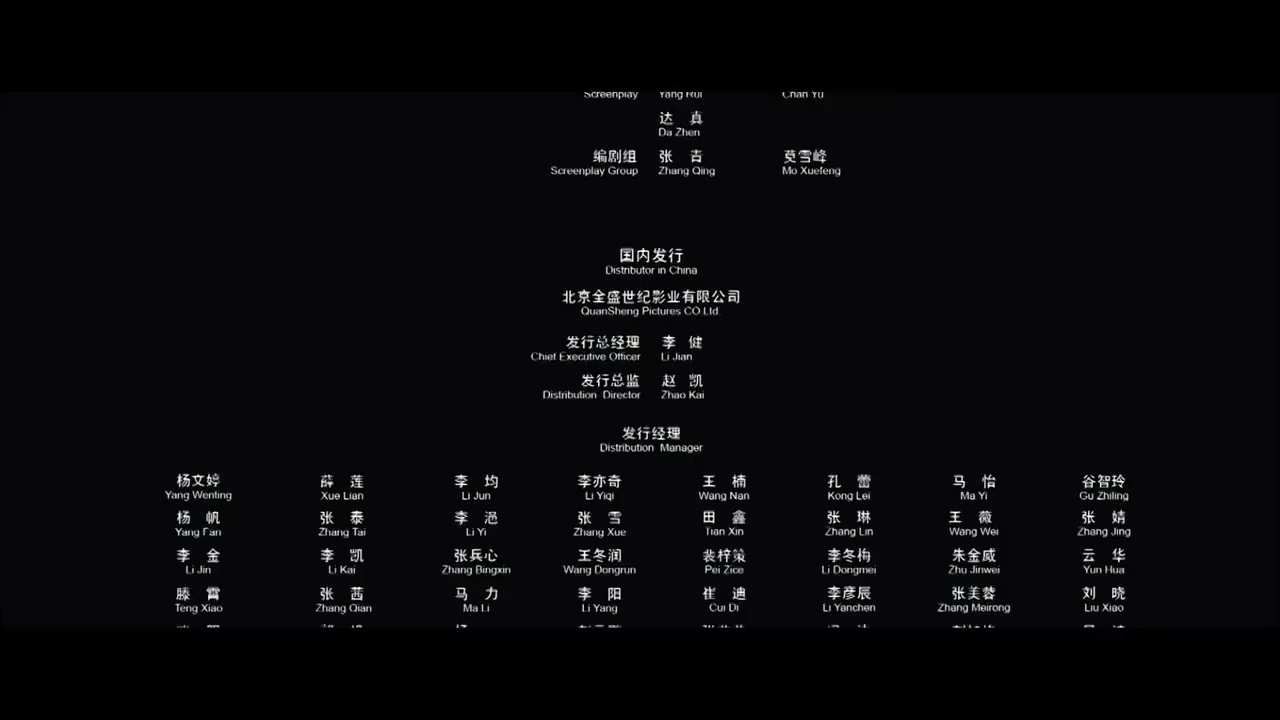 Screenplay Yang Rui Chan Yu
达 真
Da Zhen
编剧组 张 青 莫雪峰
Screenplay Group Zhang Qing Mo Xuefeng
国内发行
Distributor in China
北京全盛世纪影业有限公司
QuanSheng Pictures CO.Ltd.
发行总经理 李 健
Chief Executive Officer Li Jian
发行总监 赵 凯
Distribution Director Zhao Kai
发行经理
Distribution Manager
杨文婷 薛 莲 李 均 李亦奇 王 楠 孔 蕾 马 怡 谷智玲
Yang Wenting Xue Lian Li Jun Li Yiqi Wang Nan Kong Lei Ma Yi Gu Zhiling
杨 帆 张 泰 李 浥 张 雪 田 鑫 张 琳 王 薇 张 婧
Yang Fan Zhang Tai Li Yi Zhang Xue Tian Xin Zhang Lin Wang Wei Zhang Jing
李 金 李 凯 张兵心 王冬润 裴梓策 李冬梅 朱金威 云 华
Li Jin Li Kai Zhang Bingxin Wang Dongrun Pei Zice Li Dongmei Zhu Jinwei Yun Hua
滕 霄 张 茜 马 力 李 阳 崔 迪 李彦辰 张美蓉 刘 晓
Teng Xiao Zhang Qian Ma Li Li Yang Cui Di Li Yanchen Zhang Meirong Liu Xiao